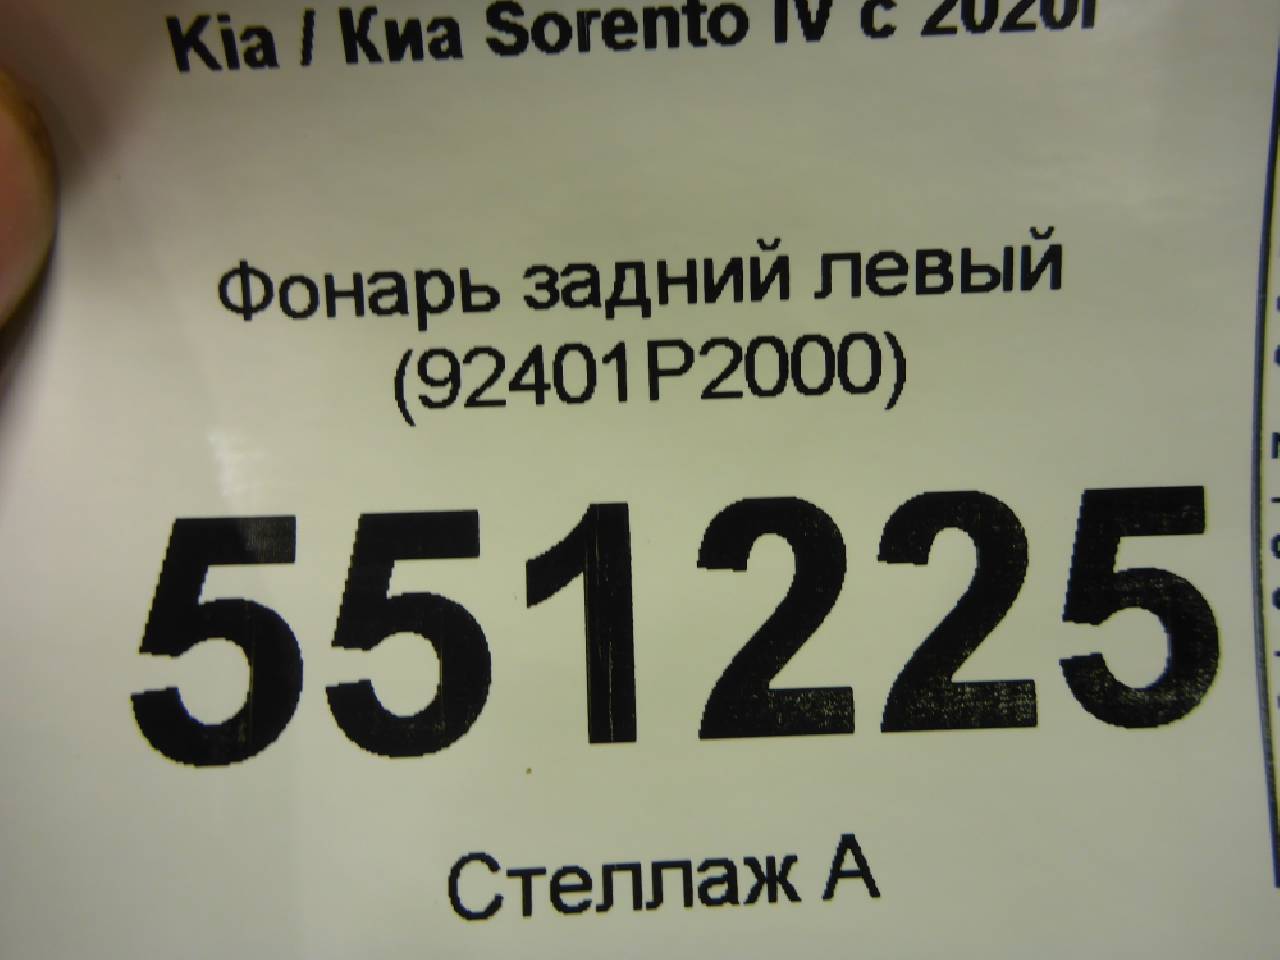 Kia / Киа Sorento IV с 2020г
Фонарь задний левый
(92401P2000)
551225
Стеллаж А